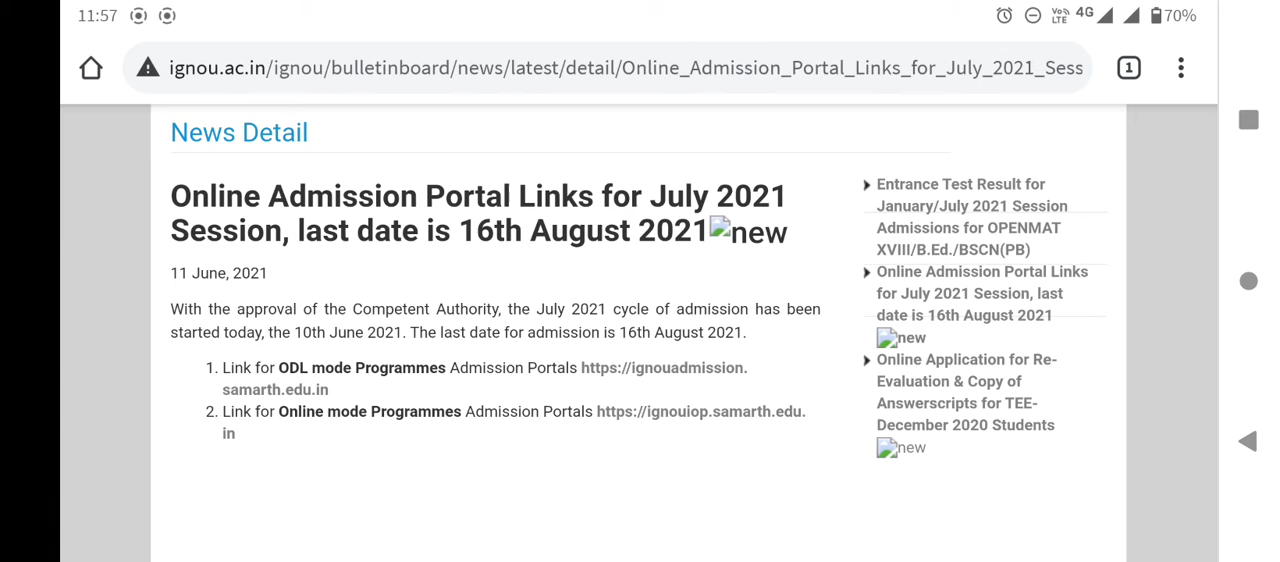 11:57
Vo LTE 4G 70%
ignou.ac.in/ignou/bulletinboard/news/latest/detail/Online_Admission_Portal_Links_for_July_2021_Sess
1
News Detail
Online Admission Portal Links for July 2021
Session, last date is 16th August 2021new
11 June, 2021
With the approval of the Competent Authority, the July 2021 cycle of admission has been
started today, the 10th June 2021. The last date for admission is 16th August 2021.
1. Link for ODL mode Programmes Admission Portals https://ignouadmission.
samarth.edu.in
2. Link for Online mode Programmes Admission Portals https://ignouiop.samarth.edu.
in
Entrance Test Result for
January/July 2021 Session
Admissions for OPENMAT
XVIII/B.Ed./BSCN(PB)
Online Admission Portal Links
for July 2021 Session, last
date is 16th August 2021
new
Online Application for Re-
Evaluation & Copy of
Answerscripts for TEE-
December 2020 Students
new